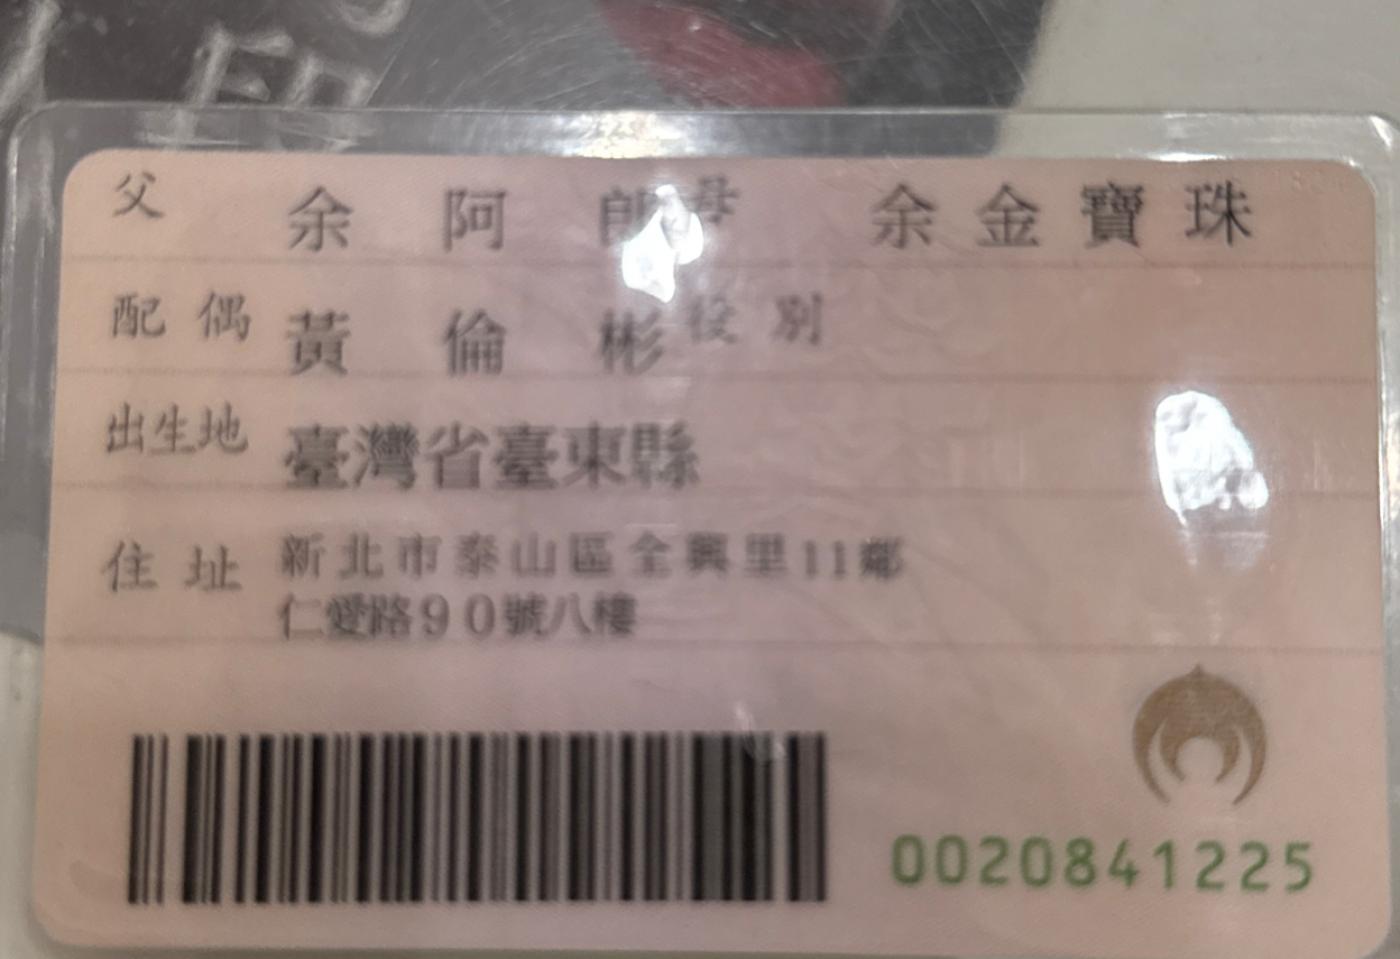 父 余阿郎 母 余金寶珠
配偶 黃倫彬 役別
出生地 臺灣省臺東縣
住址 新北市泰山區全興里11鄰
仁愛路90號八樓
0020841225